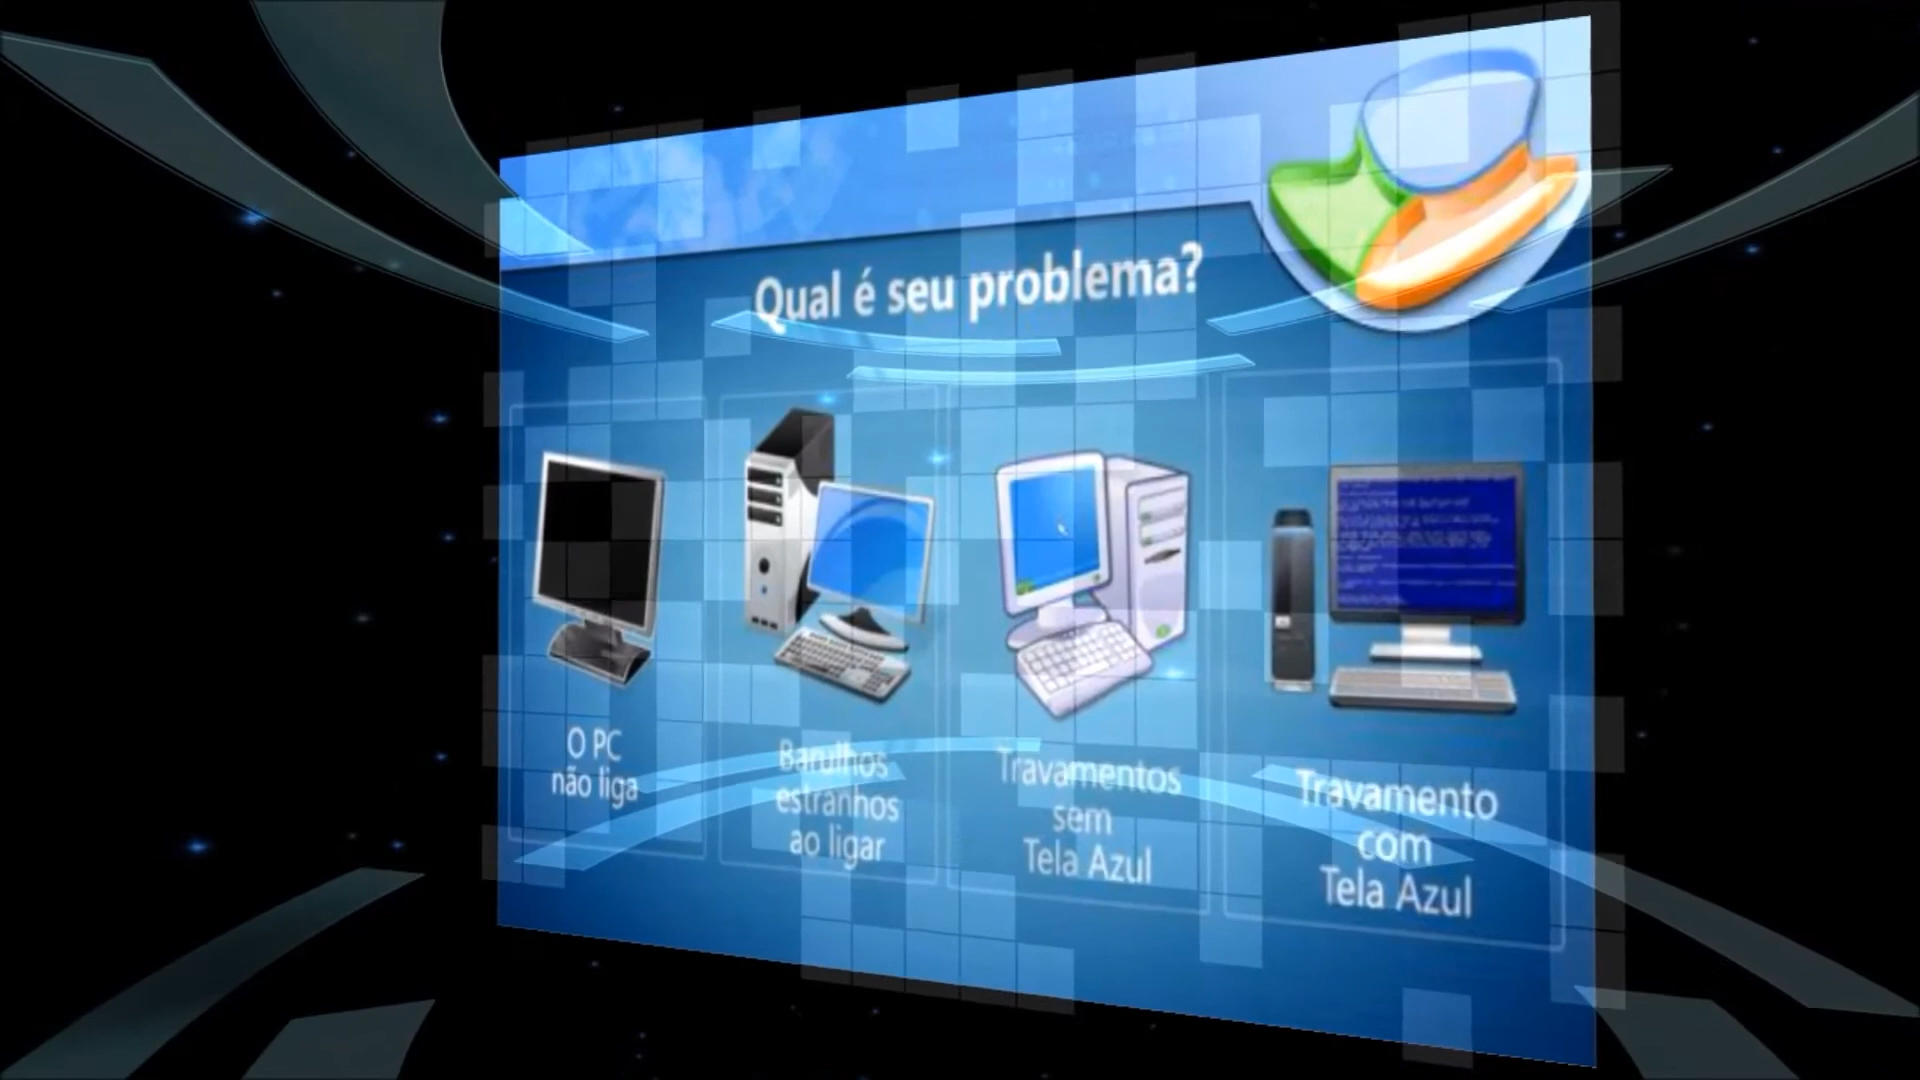 Qual é seu problema?
O PC
não liga
Barulhos
estranhos
ao ligar
Travamentos
sem
Tela Azul
Travamento
com
Tela Azul